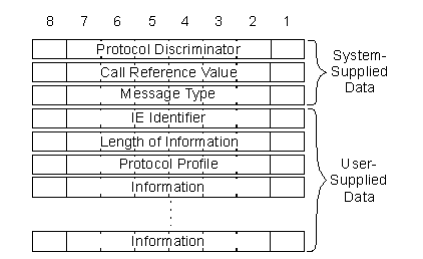 8 7 6 5 4 3 2 1
Protocol Discriminator
Call Reference Value
Message Type
System-
Supplied
Data
IE Identifier
Length of Information
Protocol Profile
Information
Information
User-
Supplied
Data